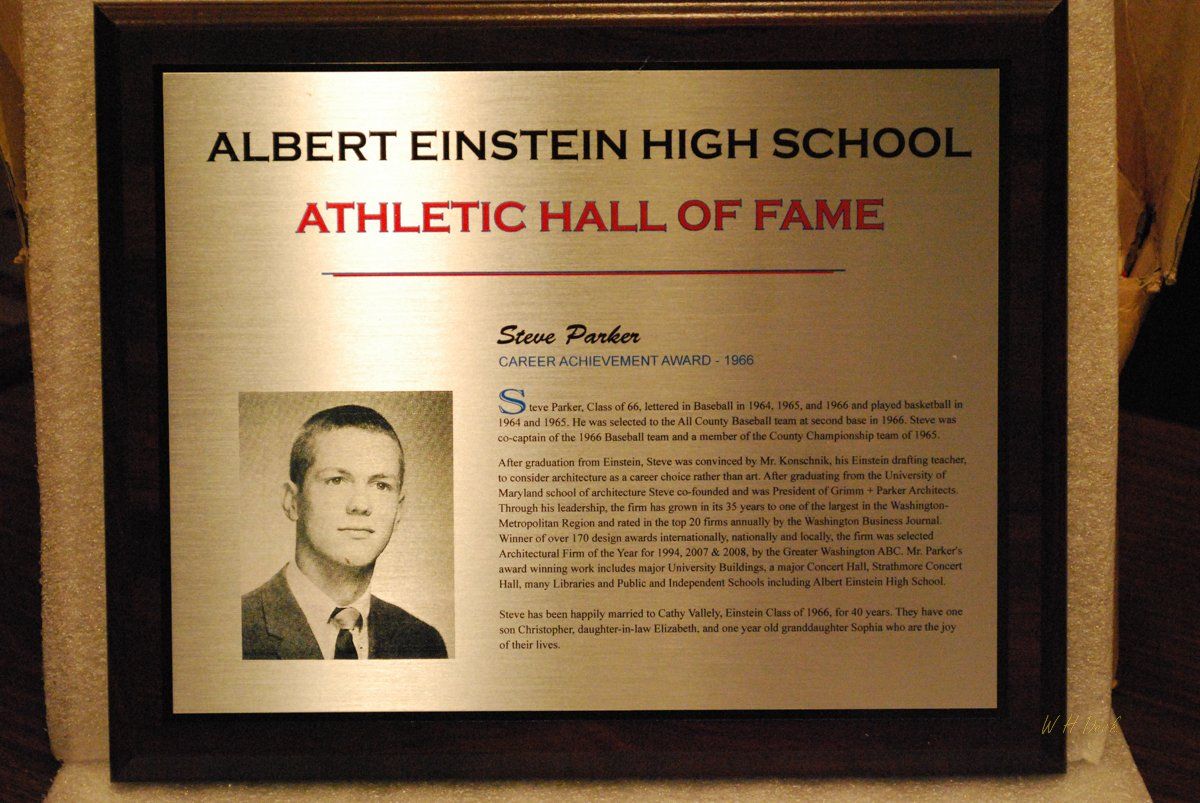 ALBERT EINSTEIN HIGH SCHOOL
ATHLETIC HALL OF FAME
Steve Parker
CAREER ACHIEVEMENT AWARD - 1966
Steve Parker, Class of 66, lettered in Baseball in 1964, 1965, and 1966 and played basketball in
1964 and 1965. He was selected to the All County Baseball team at second base in 1966. Steve was
co-captain of the 1966 Baseball team and a member of the County Championship team of 1965.
After graduation from Einstein, Steve was convinced by Mr. Konschnik, his Einstein drafting teacher,
to consider architecture as a career choice rather than art. After graduating from the University of
Maryland school of architecture Steve co-founded and was President of Grimm + Parker Architects.
Through his leadership, the firm has grown in its 35 years to one of the largest in the Washington-
Metropolitan Region and rated in the top 20 firms annually by the Washington Business Journal.
Winner of over 170 design awards internationally, nationally and locally, the firm was selected
Architectural Firm of the Year for 1994, 2007 & 2008, by the Greater Washington ABC. Mr. Parker's
award winning work includes major University Buildings, a major Concert Hall, Strathmore Concert
Hall, many Libraries and Public and Independent Schools including Albert Einstein High School.
Steve has been happily married to Cathy Vallely, Einstein Class of 1966, for 40 years. They have one
son Christopher, daughter-in-law Elizabeth, and one year old granddaughter Sophia who are the joy
of their lives.
W H